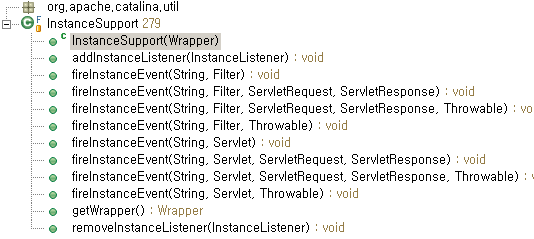 org,apache,catalina,util
F
InstanceSupport 279
C InstanceSupport(Wrapper)
addInstanceListener(InstanceListener) : void
fireInstanceEvent(String, Filter) : void
fireInstanceEvent(String, Filter, ServletRequest, ServletResponse) : void
fireInstanceEvent(String, Filter, ServletRequest, ServletResponse, Throwable) : vo
fireInstanceEvent(String, Filter, Throwable) : void
fireInstanceEvent(String, Servlet) : void
fireInstanceEvent(String, Servlet, ServletRequest, ServletResponse) : void
fireInstanceEvent(String, Servlet, ServletRequest, ServletResponse, Throwable) :
fireInstanceEvent(String, Servlet, Throwable) : void
getWrapper() : Wrapper
removeInstanceListener(InstanceListener) : void